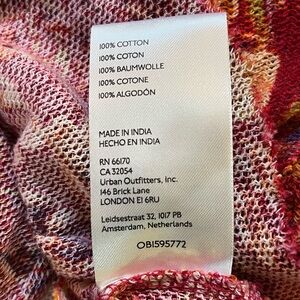 100% COTTON
100% COTON
100% BAUMWOLLE
100% COTONE
100% ALGODÓN
MADE IN INDIA
HECHO EN INDIA
RN 66170
CA 32054
Urban Outfitters, Inc.
146 Brick Lane
LONDON E1 6RU
Leidsestraat 32, 1017 PB
Amsterdam, Netherlands
OB1595772